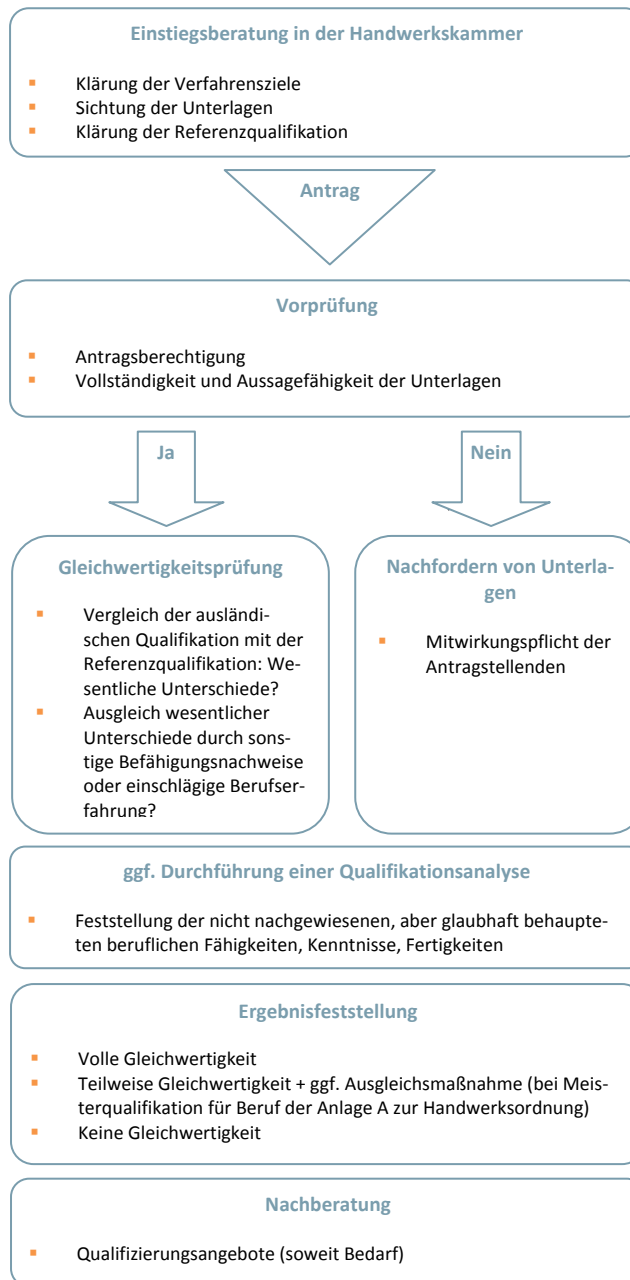 Einstiegsberatung in der Handwerkskammer
▪ Klärung der Verfahrensziele
▪ Sichtung der Unterlagen
▪ Klärung der Referenzqualifikation
Antrag
Vorprüfung
▪ Antragsberechtigung
▪ Vollständigkeit und Aussagefähigkeit der Unterlagen
Ja
Nein
Gleichwertigkeitsprüfung
▪ Vergleich der ausländi-
schen Qualifikation mit der
Referenzqualifikation: We-
sentliche Unterschiede?
▪ Ausgleich wesentlicher
Unterschiede durch sons-
tige Befähigungsnachweise
oder einschlägige Berufser-
fahrung?
Nachfordern von Unterla-
gen
▪ Mitwirkungspflicht der
Antragstellenden
ggf. Durchführung einer Qualifikationsanalyse
▪ Feststellung der nicht nachgewiesenen, aber glaubhaft behaupte-
ten beruflichen Fähigkeiten, Kenntnisse, Fertigkeiten
Ergebnisfeststellung
▪ Volle Gleichwertigkeit
▪ Teilweise Gleichwertigkeit + ggf. Ausgleichsmaßnahme (bei Meis-
terqualifikation für Beruf der Anlage A zur Handwerksordnung)
▪ Keine Gleichwertigkeit
Nachberatung
▪ Qualifizierungsangebote (soweit Bedarf)